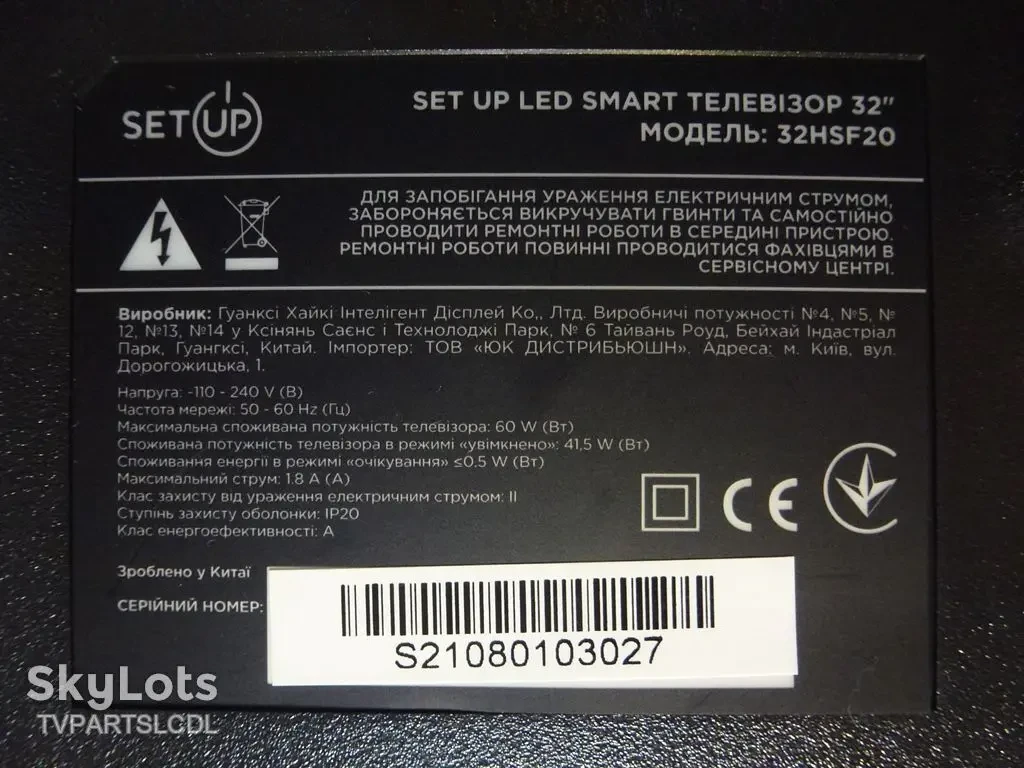 SET UP
SET UP LED SMART ТЕЛЕВІЗОР 32"
МОДЕЛЬ: 32HSF20
ДЛЯ ЗАПОБІГАННЯ УРАЖЕННЯ ЕЛЕКТРИЧНИМ СТРУМОМ,
ЗАБОРОНЯЄТЬСЯ ВИКРУЧУВАТИ ГВИНТИ ТА САМОСТІЙНО
ПРОВОДИТИ РЕМОНТНІ РОБОТИ В СЕРЕДИНІ ПРИСТРОЮ.
РЕМОНТНІ РОБОТИ ПОВИННІ ПРОВОДИТИСЯ ФАХІВЦЯМИ В
СЕРВІСНОМУ ЦЕНТРІ.
Виробник: Гуанксі Хайкі Інтелігент Дісплей Ко,, Лтд. Виробничі потужності №4, №5, №
12, №13, №14 у Ксінянь Саєнс і Технолоджі Парк, № 6 Тайвань Роуд, Бейхай Індастріал
Парк, Гуангксі, Китай. Імпортер: ТОВ «ЮК ДИСТРИБЬЮШН». Адреса: м. Київ, вул.
Дорогожицька, 1.
Напруга: ~110 - 240 V (В)
Частота мережі: 50 - 60 Hz (Гц)
Максимальна споживана потужність телевізора: 60 W (Вт)
Споживана потужність телевізора в режимі «увімкнено»: 41,5 W (Вт)
Споживання енергії в режимі «очікування» ≤0.5 W (Вт)
Максимальний струм: 1.8 A (А)
Клас захисту від ураження електричним струмом: II
Ступінь захисту оболонки: IP20
Клас енергоефективності: А
CE
Зроблено у Китаї
СЕРІЙНИЙ НОМЕР:
S21080103027
SkyLots
TVPARTSLCDL